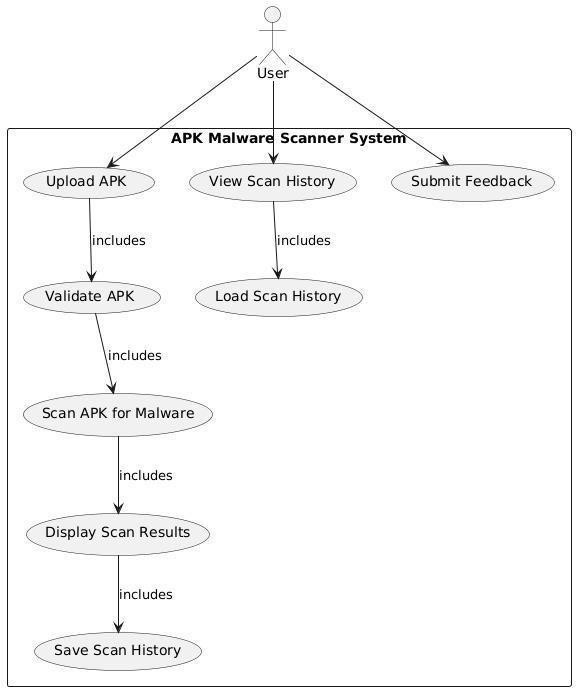 User
APK Malware Scanner System
Upload APK
View Scan History
Submit Feedback
includes
includes
Validate APK
Load Scan History
includes
Scan APK for Malware
includes
Display Scan Results
includes
Save Scan History